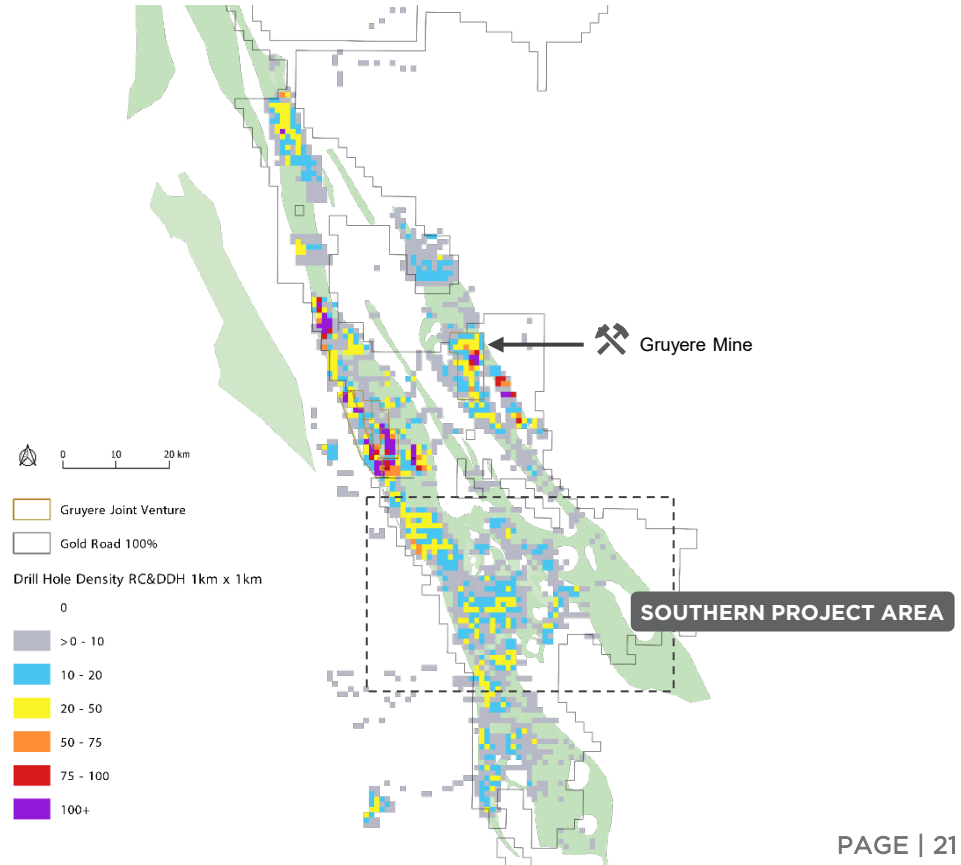 Gruyere Mine
0 10 20 km
Gruyere Joint Venture
Gold Road 100%
Drill Hole Density RC&DDH 1km x 1km
0
>0 - 10
10 - 20
20 - 50
50 - 75
75 - 100
100+
SOUTHERN PROJECT AREA
PAGE | 21